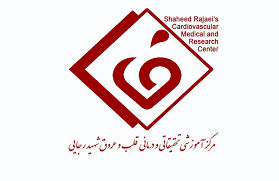 Shaheed Rajaei's
Cardiovascular
Medical and
Research
Center
مرکز آموزشی تحقیقاتی و درمانی قلب و عروق شهید رجایی